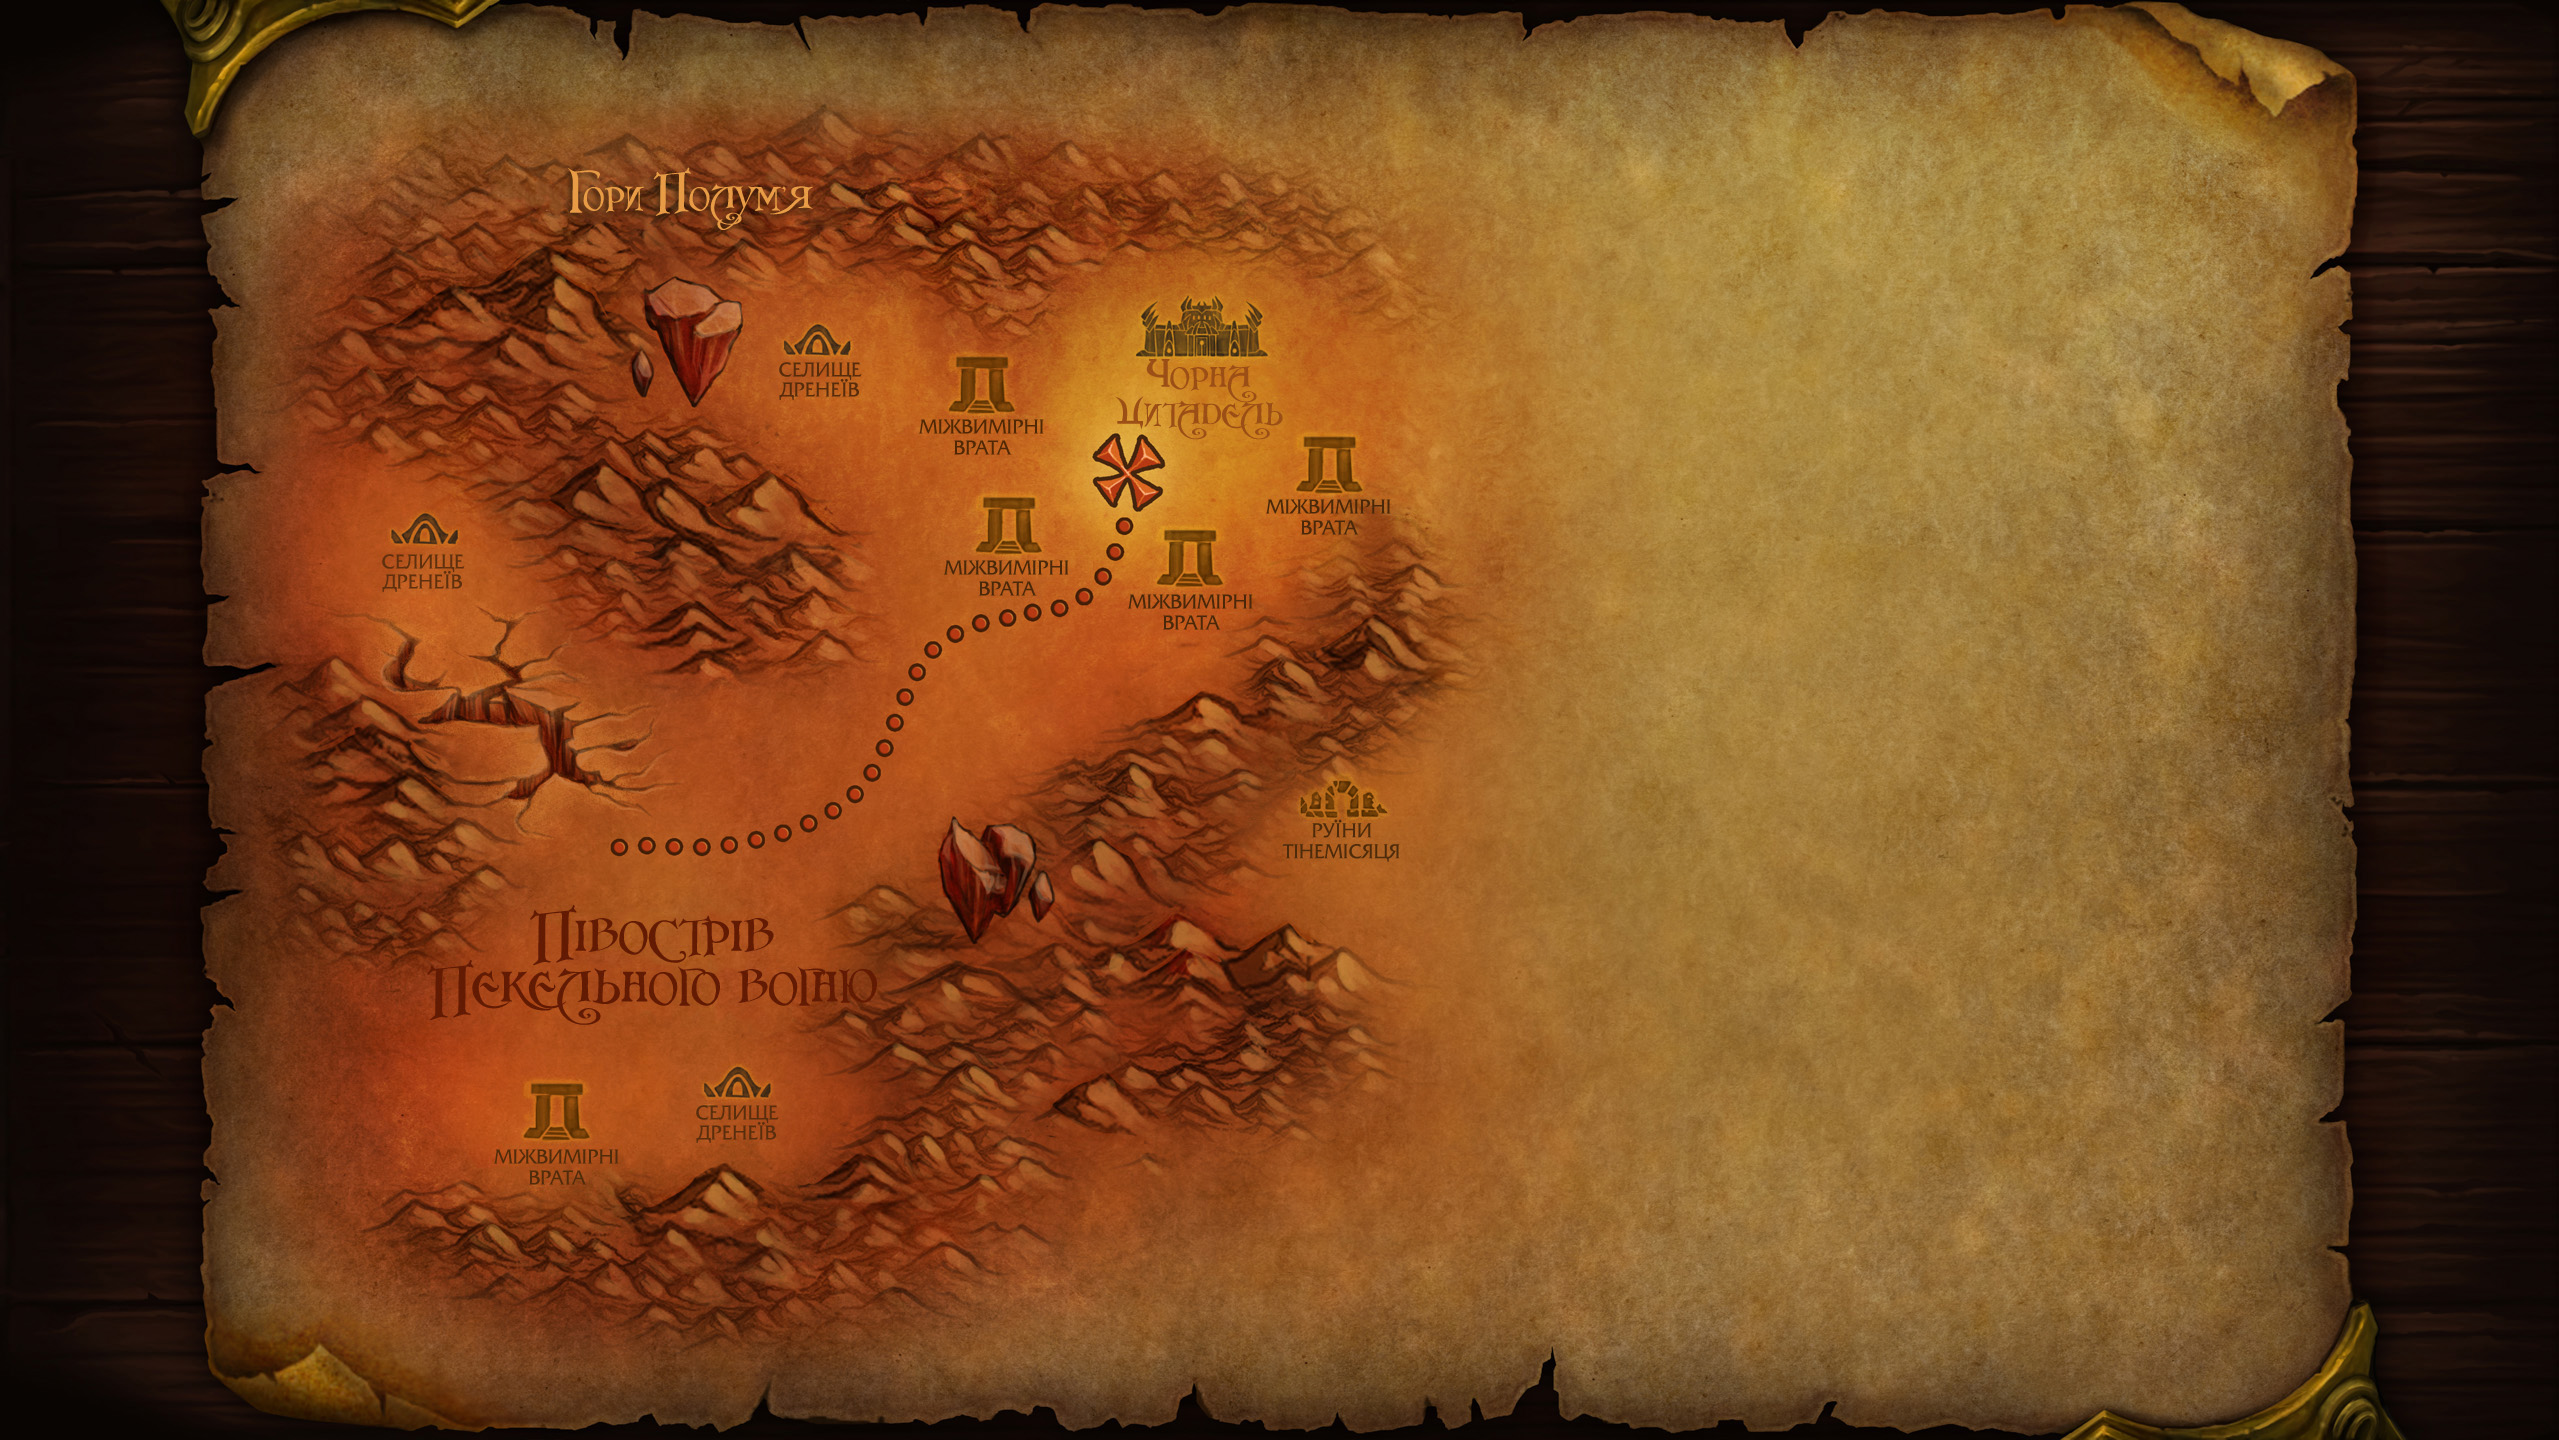 Гори Полум'я
СЕЛИЩЕ
ДРЕНЕЇВ
МІЖВИМІРНІ
ВРАТА
Чорна
Цитадель
МІЖВИМІРНІ
ВРАТА
СЕЛИЩЕ
ДРЕНЕЇВ
МІЖВИМІРНІ
ВРАТА
МІЖВИМІРНІ
ВРАТА
РУЇНИ
ТІНЕМІСЯЦЯ
Півострів
Пекельного вогню
МІЖВИМІРНІ
ВРАТА
СЕЛИЩЕ
ДРЕНЕЇВ